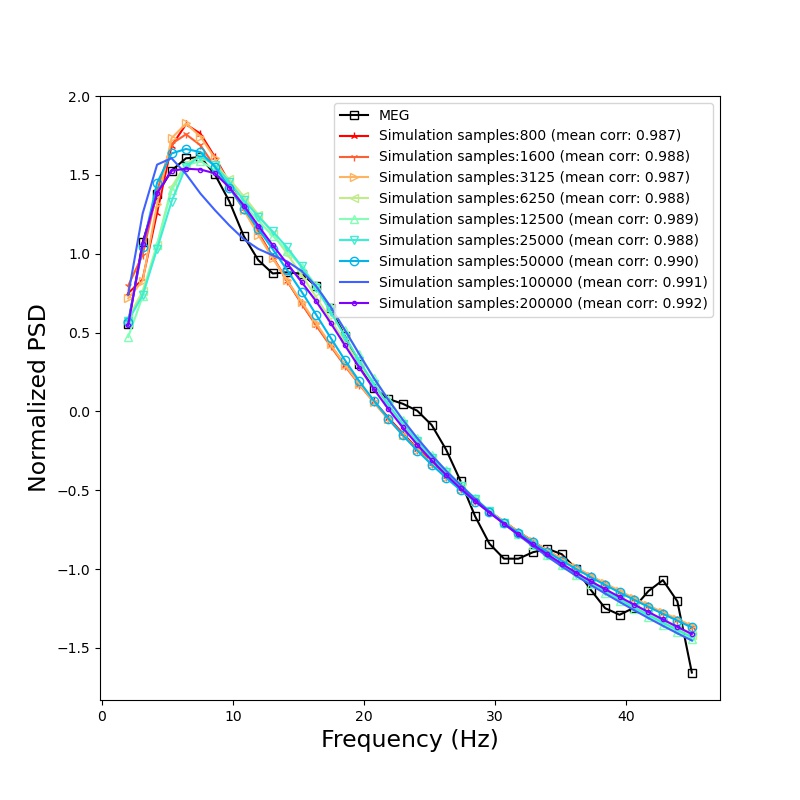 2.0
1.5
1.0
0.5
0.0
−0.5
−1.0
−1.5
Normalized PSD
MEG
Simulation samples:800 (mean corr: 0.987)
Simulation samples:1600 (mean corr: 0.988)
Simulation samples:3125 (mean corr: 0.987)
Simulation samples:6250 (mean corr: 0.988)
Simulation samples:12500 (mean corr: 0.989)
Simulation samples:25000 (mean corr: 0.988)
Simulation samples:50000 (mean corr: 0.990)
Simulation samples:100000 (mean corr: 0.991)
Simulation samples:200000 (mean corr: 0.992)
0 10 20 30 40
Frequency (Hz)